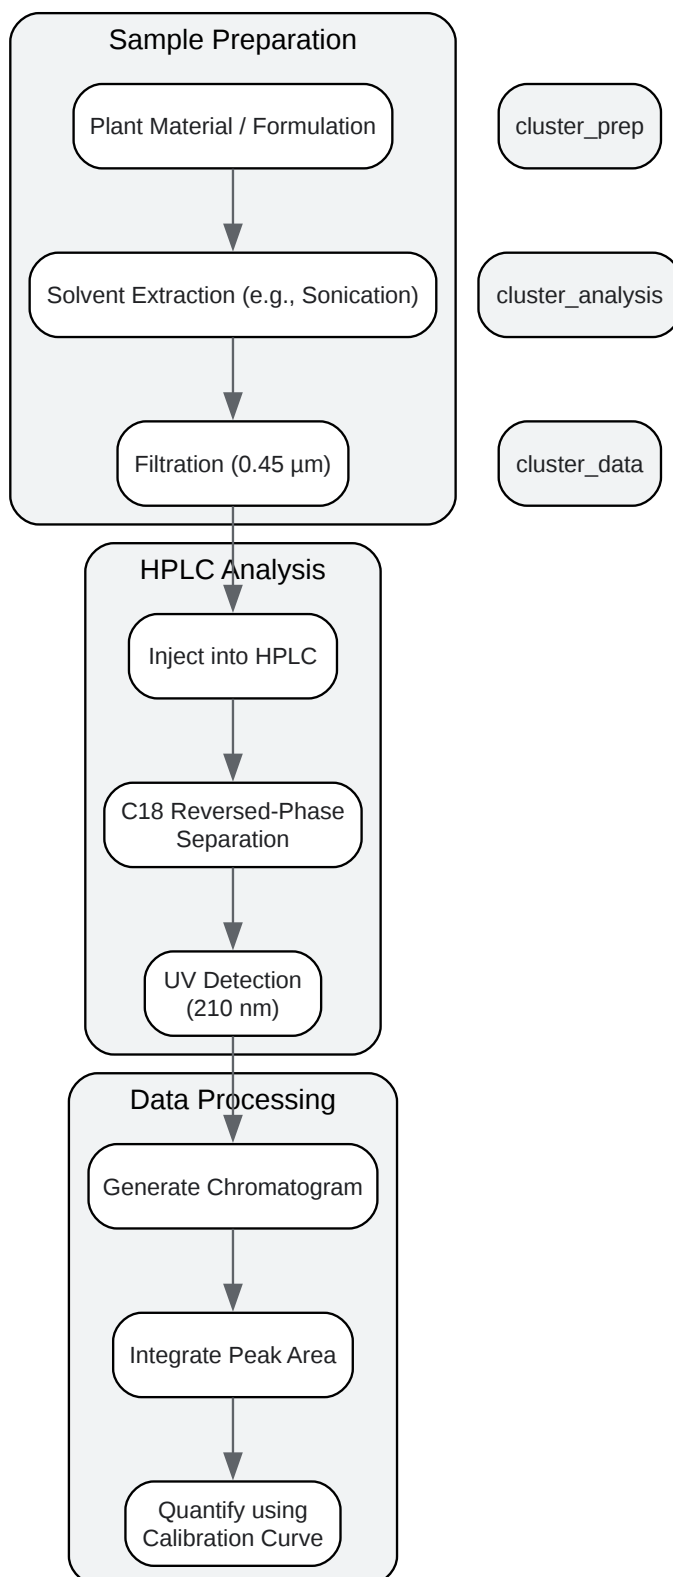 Sample Preparation
Plant Material / Formulation
cluster_prep
Solvent Extraction (e.g., Sonication)
cluster_analysis
Filtration (0.45 µm)
cluster_data
HPLC Analysis
Inject into HPLC
C18 Reversed-Phase
Separation
UV Detection
(210 nm)
Data Processing
Generate Chromatogram
Integrate Peak Area
Quantify using
Calibration Curve